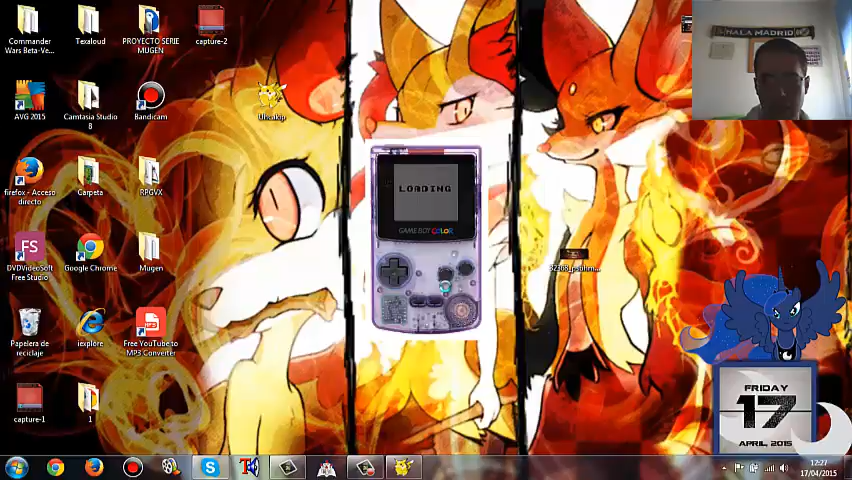 Commander
Wars Beta-Ve...
Texaloud
PROYECTO SERIE
MUGEN
capture-2
HALA MADRID
AVG 2015
Camtasia Studio
8
Bandicam
LOADING
GAME BOY COLOR
firefox - Acceso
directo
Carpeta
RPGVX
FS
DVDVideoSoft
Free Studio
Google Chrome
Mugen
Papelera de
reciclaje
iexplore
MP3
Free YouTube to
MP3 Converter
capture-1
1
FRIDAY
17
APRIL, 2015
12:27
17/04/2015